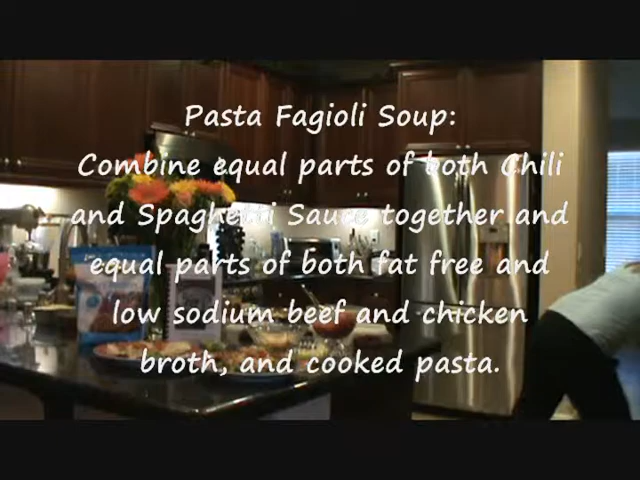 Pasta Fagioli Soup:
Combine equal parts of both Chili
and Spaghetti Sauce together and
equal parts of both fat free and
low sodium beef and chicken
broth, and cooked pasta.